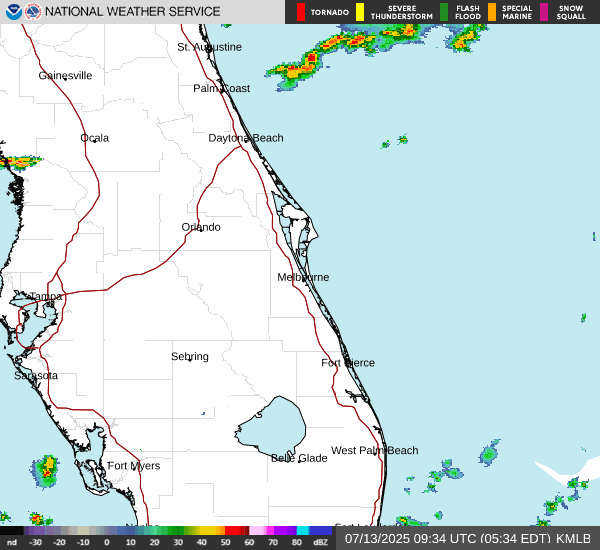 NATIONAL WEATHER SERVICE
TORNADO
SEVERE THUNDERSTORM
FLASH FLOOD
SPECIAL MARINE
SNOW SQUALL
St. Augustine
Gainesville
Palm Coast
Ocala
Daytona Beach
Orlando
Melbourne
Tampa
Sebring
Fort Pierce
Sarasota
West Palm Beach
Belle Glade
Fort Myers
nd -30 -20 -10 0 10 20 30 40 50 60 70 80 dBZ
07/13/2025 09:34 UTC (05:34 EDT) KMLB